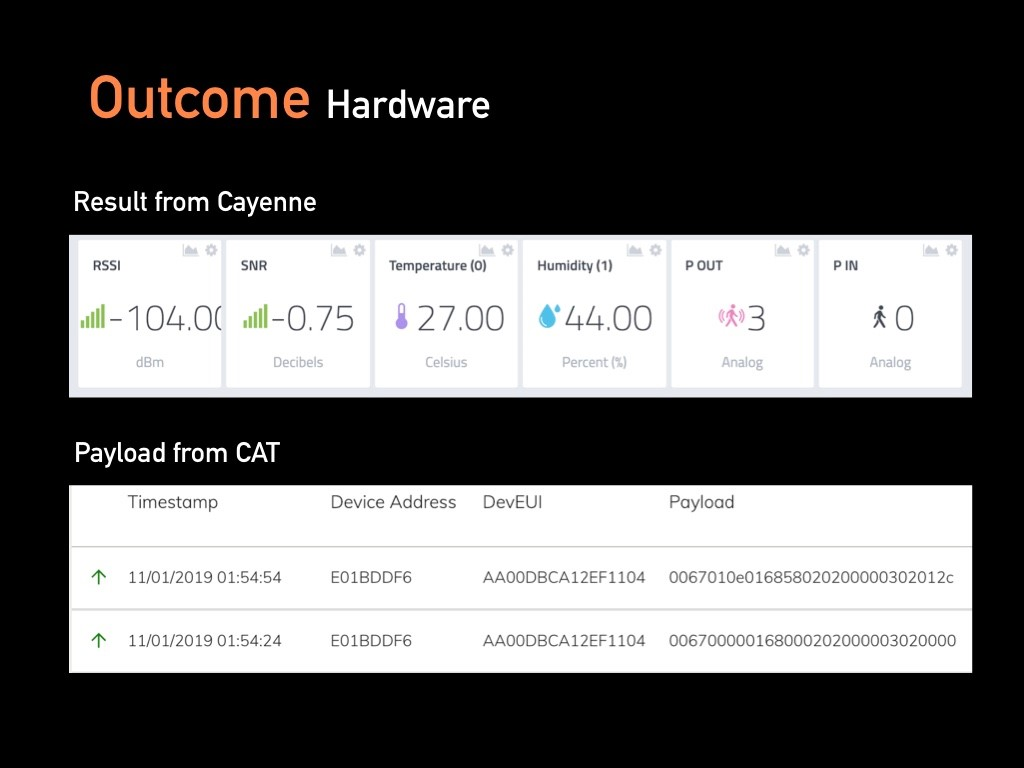 Outcome Hardware
Result from Cayenne
RSSI SNR Temperature (0) Humidity (1) P OUT P IN
-104.00 -0.75 27.00 44.00 3 0
dBm Decibels Celsius Percent (%) Analog Analog
Payload from CAT
Timestamp Device Address DevEUI Payload
11/01/2019 01:54:54 E01BDDF6 AA00DBCA12EF1104 0067010e016858020200000302012c
11/01/2019 01:54:24 E01BDDF6 AA00DBCA12EF1104 006700000168000202000003020000